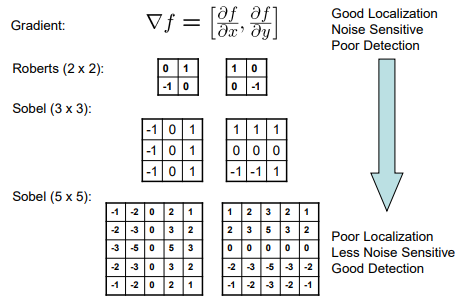 Gradient:
∇f = [∂f/∂x, ∂f/∂y]
Good Localization
Noise Sensitive
Poor Detection
Roberts (2 x 2):
0 1
-1 0
1 0
0 -1
Sobel (3 x 3):
-1 0 1
-1 0 1
-1 0 1
1 1 1
0 0 0
-1 -1 1
Sobel (5 x 5):
-1 -2 0 2 1
-2 -3 0 3 2
-3 -5 0 5 3
-2 -3 0 3 2
-1 -2 0 2 1
1 2 3 2 1
2 3 5 3 2
0 0 0 0 0
-2 -3 -5 -3 -2
-1 -2 -3 -2 -1
Poor Localization
Less Noise Sensitive
Good Detection